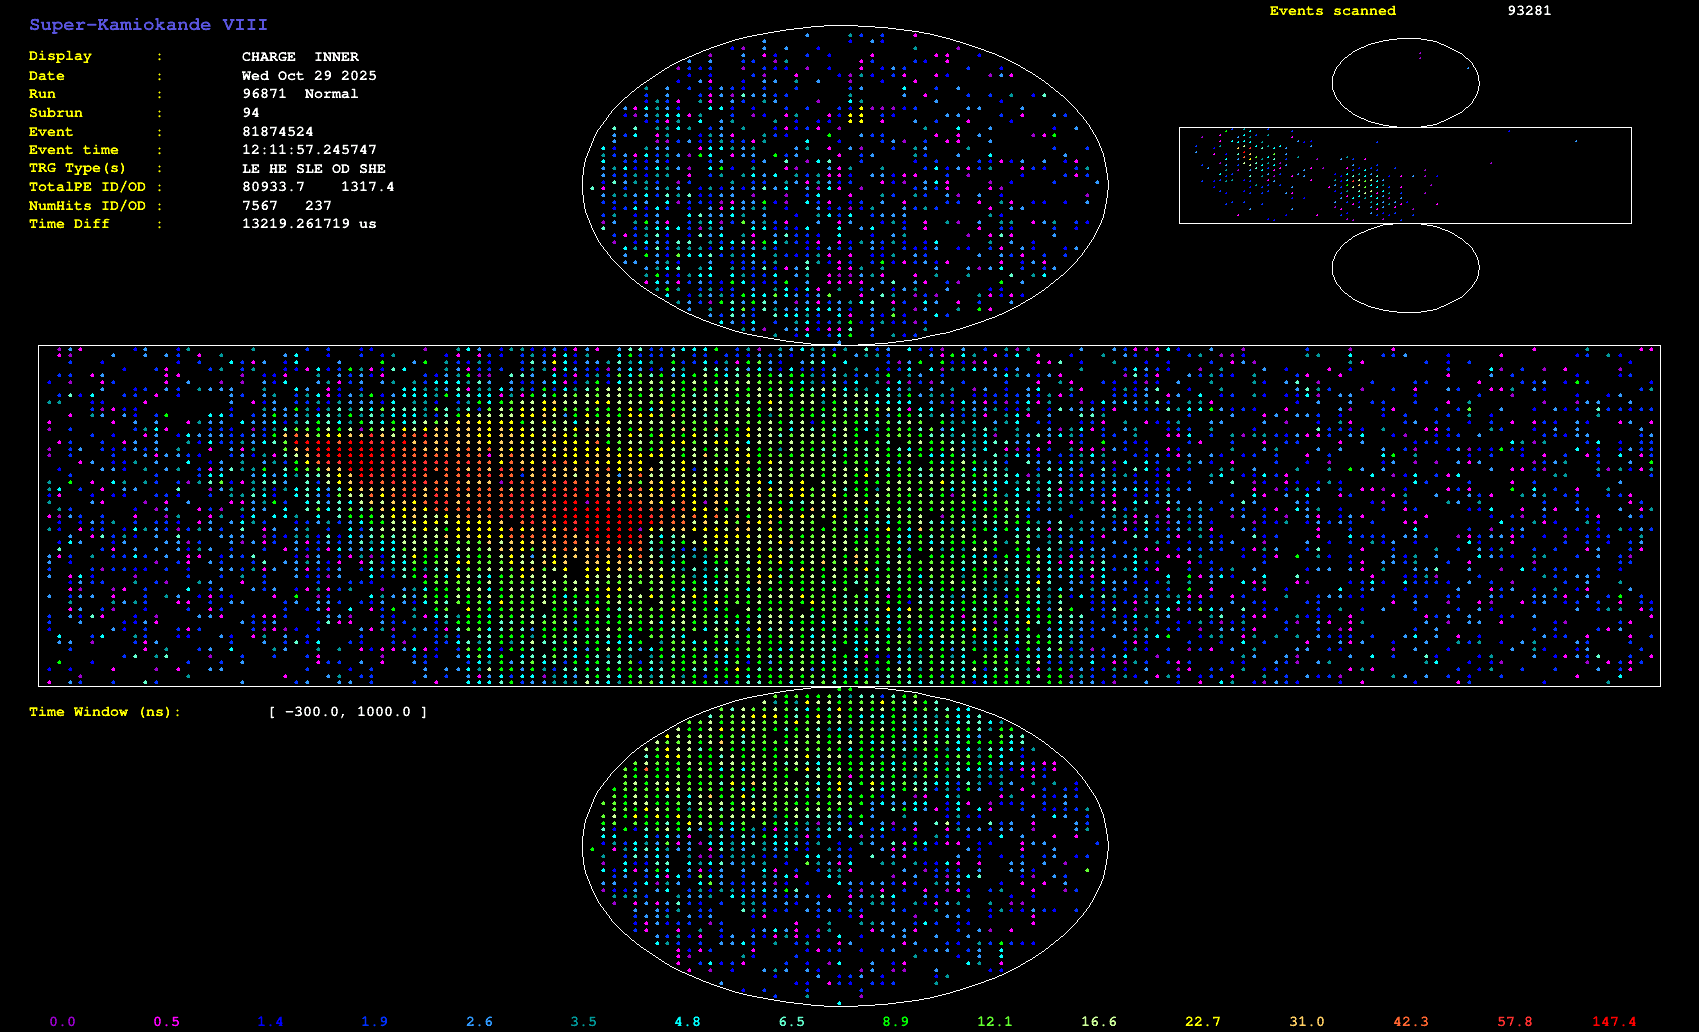 Super-Kamiokande VIII
Events scanned 93281
Display : CHARGE INNER
Date : Wed Oct 29 2025
Run : 96871 Normal
Subrun : 94
Event : 81874524
Event time : 12:11:57.245747
TRG Type(s) : LE HE SLE OD SHE
TotalPE ID/OD : 80933.7 1317.4
NumHits ID/OD : 7567 237
Time Diff : 13219.261719 us
Time Window (ns): [ -300.0, 1000.0 ]
0.0 0.5 1.4 1.9 2.6 3.5 4.8 6.5 8.9 12.1 16.6 22.7 31.0 42.3 57.8 147.4